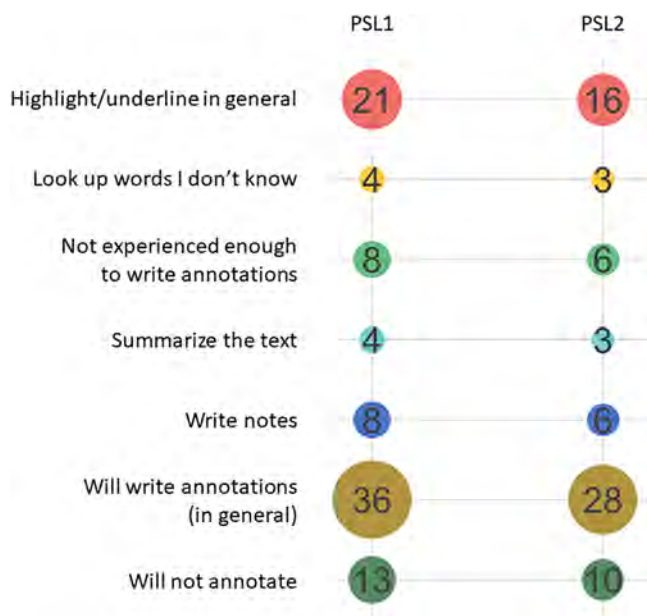 PSL1 PSL2
Highlight/underline in general 21 16
Look up words I don't know 4 3
Not experienced enough
to write annotations 8 6
Summarize the text 4 3
Write notes 8 6
Will write annotations
(in general) 36 28
Will not annotate 13 10